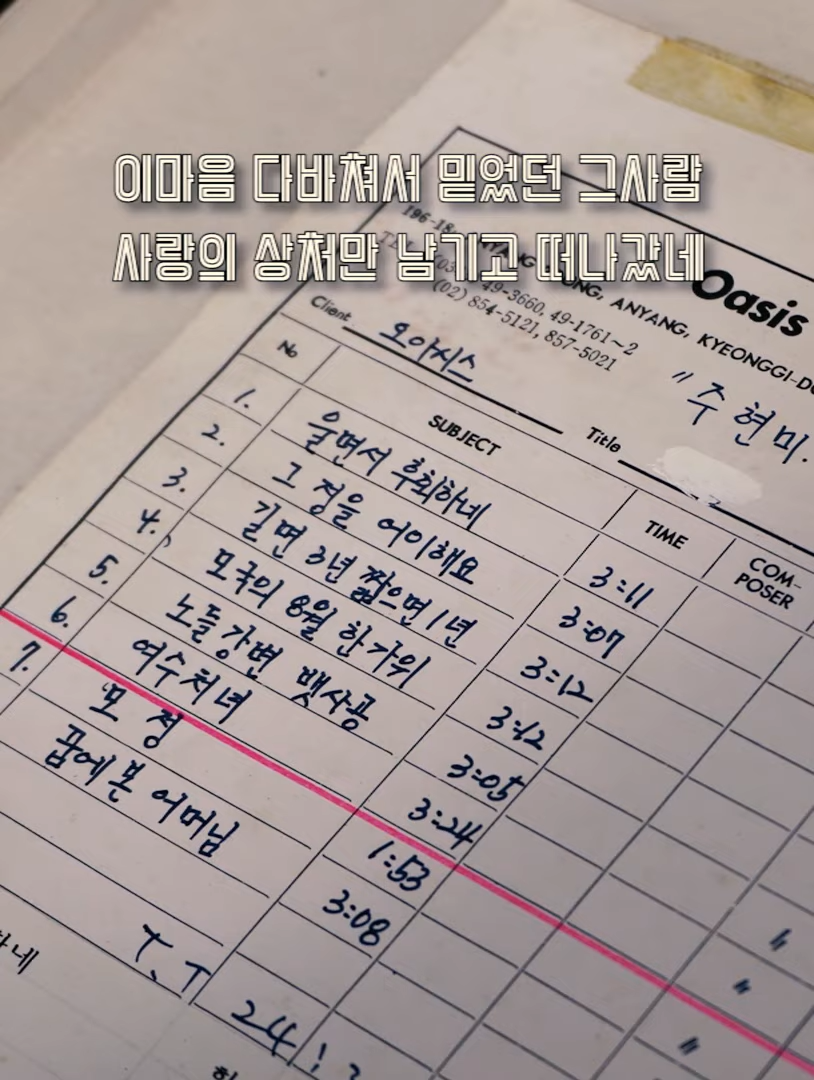 이마음 다바쳐서 믿었던 그사람
사랑의 상처만 남기고 떠나갔네
Oasis
ANYANG, KYEONGGI-DO
49-3660, 49-1761~2
(02) 854-5121, 857-5021
Client 오아시스 Title "주현미.
No SUBJECT TIME COM-POSER
1. 울면서 후회하네 3:11
2. 그 정을 어이해요 3:07
3. 길면 3년 짧으면 1년 3:12
4. 모국의 8월 한가위 3:12
5. 노들강변 뱃사공 3:05
6. 여수처녀 3:24
7. 모 정 1:53
꿈에 본 어머님 3:08
〃
〃
〃
T.T 24: